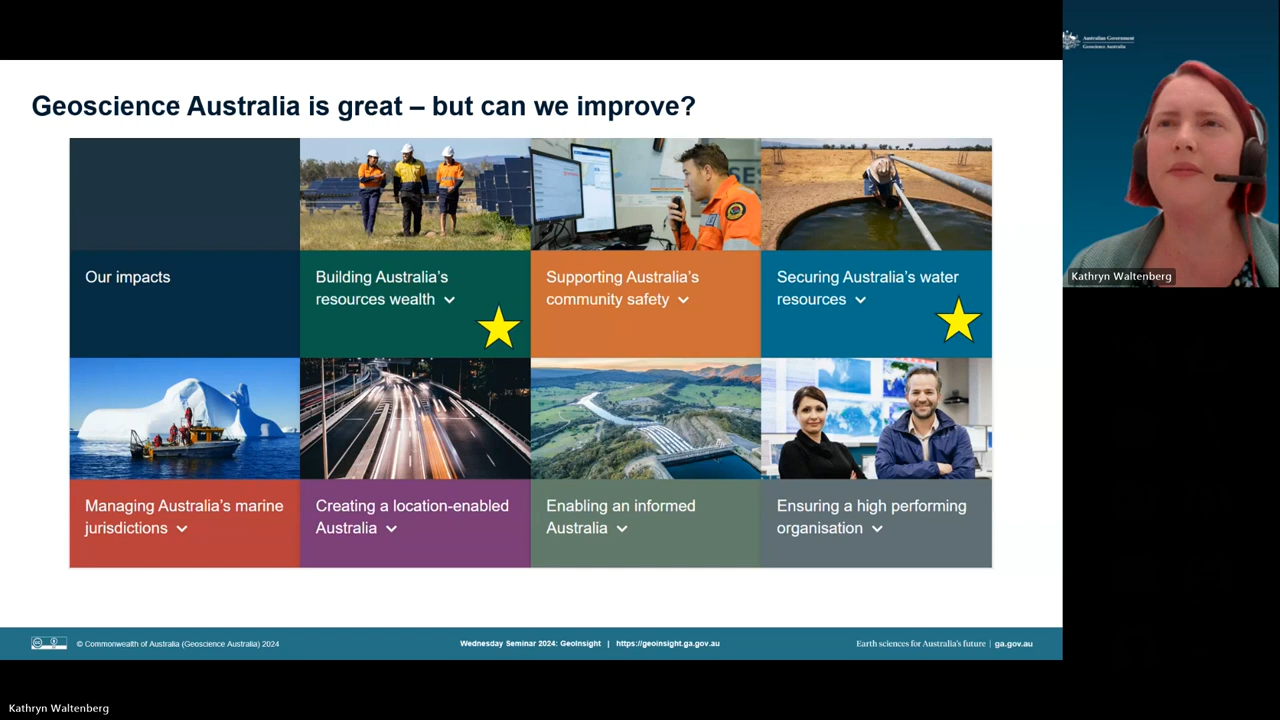 Australian Government
Geoscience Australia
Geoscience Australia is great – but can we improve?
Our impacts
Building Australia's
resources wealth
Supporting Australia's
community safety
Securing Australia's water
resources
Managing Australia's marine
jurisdictions
Creating a location-enabled
Australia
Enabling an informed
Australia
Ensuring a high performing
organisation
© Commonwealth of Australia (Geoscience Australia) 2024
Wednesday Seminar 2024: GeoInsight | https://geoinsight.ga.gov.au
Earth sciences for Australia's future | ga.gov.au
Kathryn Waltenberg
Kathryn Waltenberg